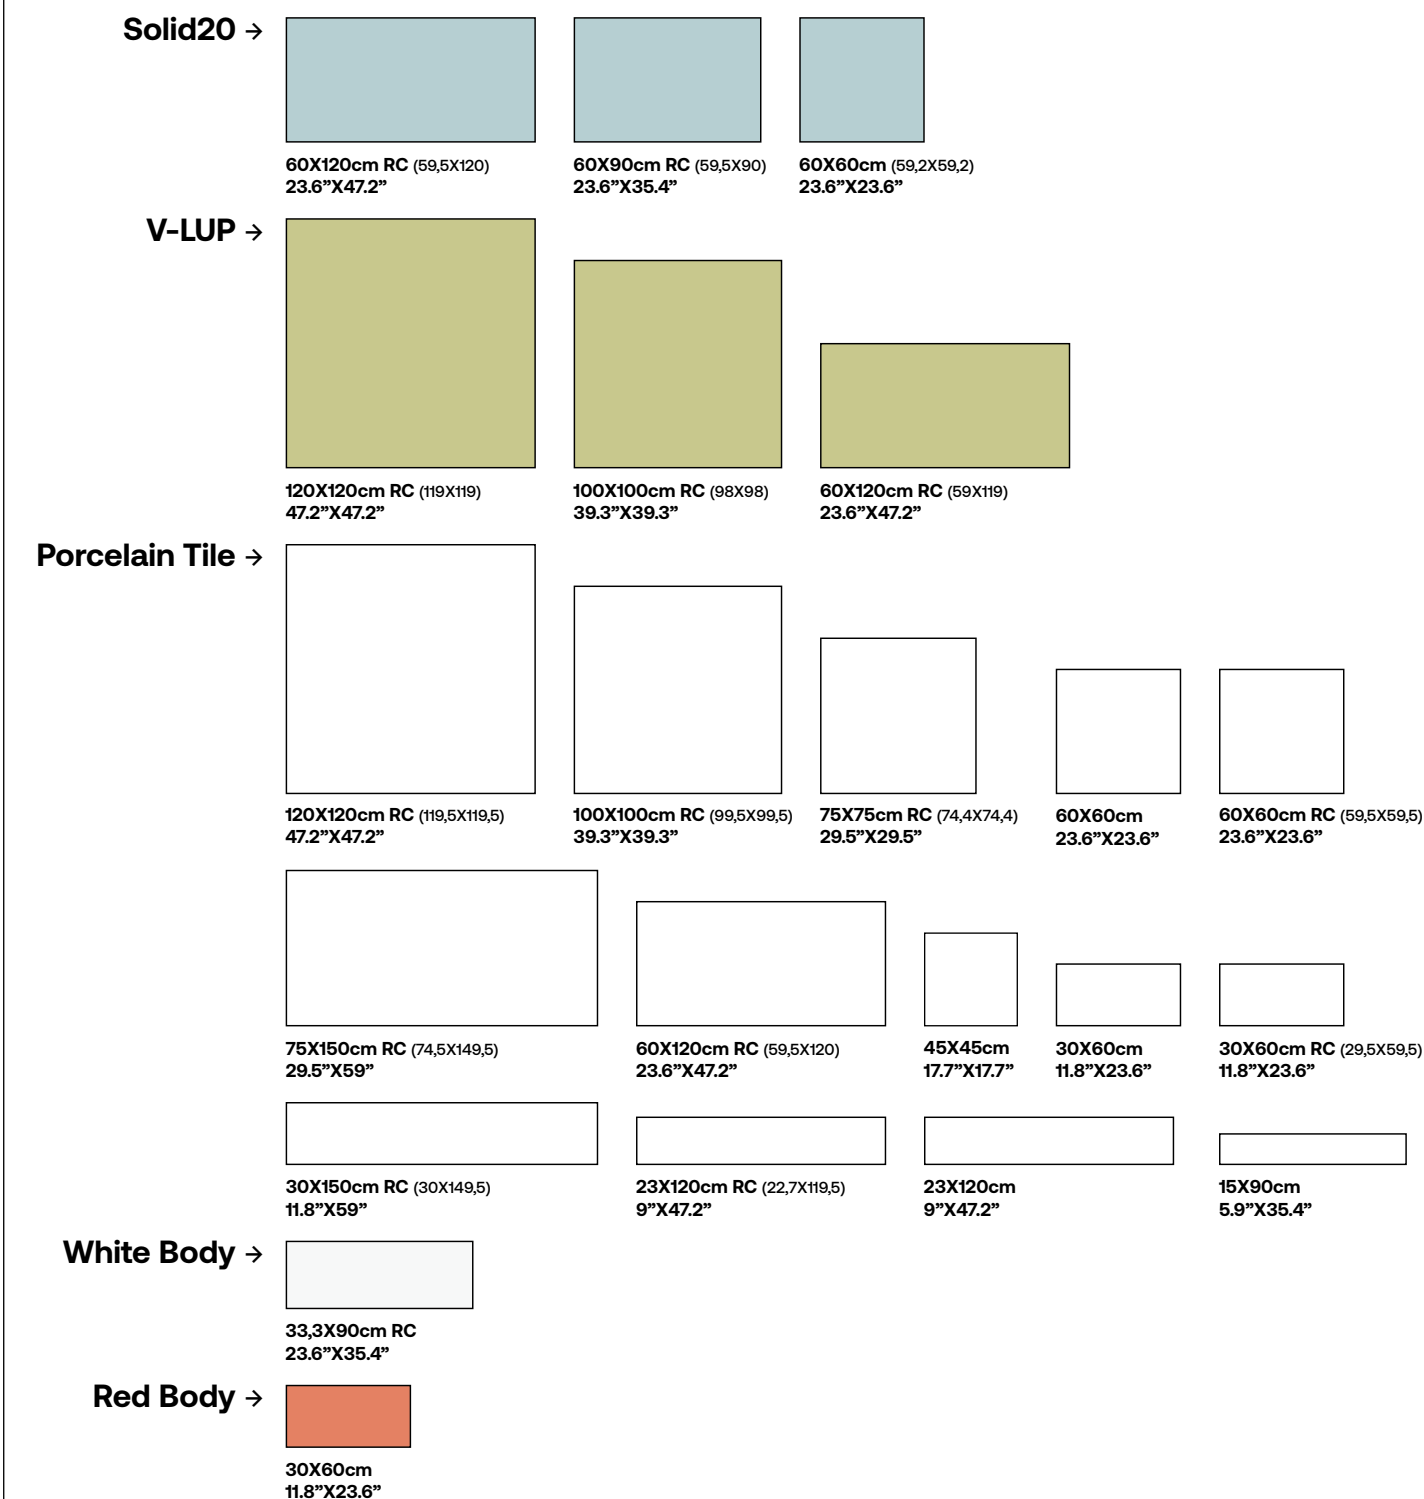 Solid20 →
60X120cm RC (59,5X120)
23.6”X47.2”
60X90cm RC (59,5X90)
23.6”X35.4”
60X60cm (59,2X59,2)
23.6”X23.6”
V-LUP →
120X120cm RC (119X119)
47.2”X47.2”
100X100cm RC (98X98)
39.3”X39.3”
60X120cm RC (59X119)
23.6”X47.2”
Porcelain Tile →
120X120cm RC (119,5X119,5)
47.2”X47.2”
100X100cm RC (99,5X99,5)
39.3”X39.3”
75X75cm RC (74,4X74,4)
29.5”X29.5”
60X60cm
23.6”X23.6”
60X60cm RC (59,5X59,5)
23.6”X23.6”
75X150cm RC (74,5X149,5)
29.5”X59”
60X120cm RC (59,5X120)
23.6”X47.2”
45X45cm
17.7”X17.7”
30X60cm
11.8”X23.6”
30X60cm RC (29,5X59,5)
11.8”X23.6”
30X150cm RC (30X149,5)
11.8”X59”
23X120cm RC (22,7X119,5)
9”X47.2”
23X120cm
9”X47.2”
15X90cm
5.9”X35.4”
White Body →
33,3X90cm RC
23.6”X35.4”
Red Body →
30X60cm
11.8”X23.6”